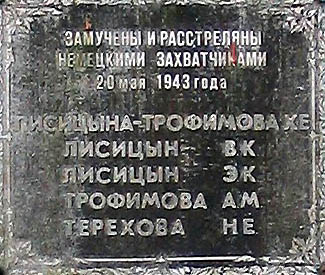 ЗАМУЧЕНЫ И РАССТРЕЛЯНЫ
НЕМЕЦКИМИ ЗАХВАТЧИКАМИ
20 мая 1943 года
ЛИСИЦЫНА-ТРОФИМОВА Х.Е.
ЛИСИЦЫН В.К
ЛИСИЦЫН Э.К
ТРОФИМОВА А.М.
ТЕРЕХОВА Н.Е.